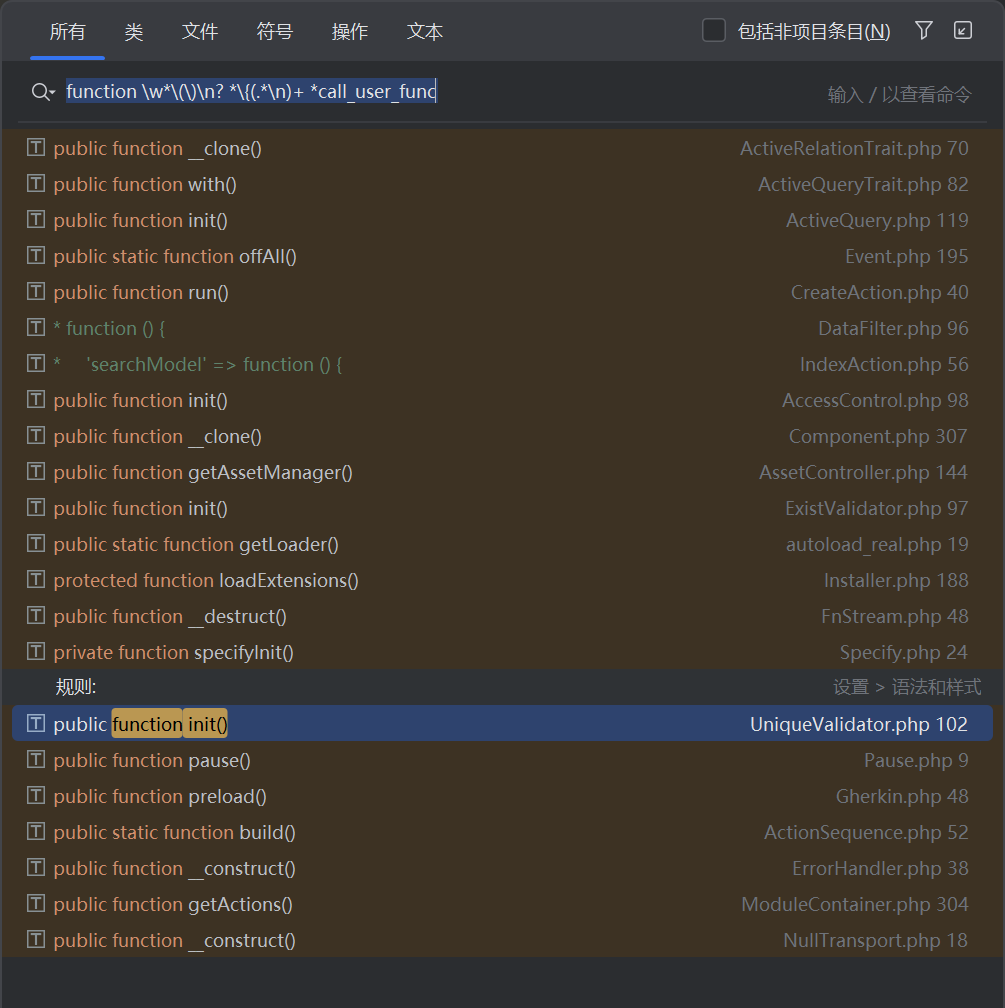 所有 类 文件 符号 操作 文本 包括非项目条目(N)
function \w*\(\)\n? *\{(.*\n)+ *call_user_func 输入 / 以查看命令
public function __clone() ActiveRelationTrait.php 70
public function with() ActiveQueryTrait.php 82
public function init() ActiveQuery.php 119
public static function offAll() Event.php 195
public function run() CreateAction.php 40
* function () { DataFilter.php 96
*     'searchModel' => function () { IndexAction.php 56
public function init() AccessControl.php 98
public function __clone() Component.php 307
public function getAssetManager() AssetController.php 144
public function init() ExistValidator.php 97
public static function getLoader() autoload_real.php 19
protected function loadExtensions() Installer.php 188
public function __destruct() FnStream.php 48
private function specifyInit() Specify.php 24
规则: 设置 > 语法和样式
public function init() UniqueValidator.php 102
public function pause() Pause.php 9
public function preload() Gherkin.php 48
public static function build() ActionSequence.php 52
public function __construct() ErrorHandler.php 38
public function getActions() ModuleContainer.php 304
public function __construct() NullTransport.php 18